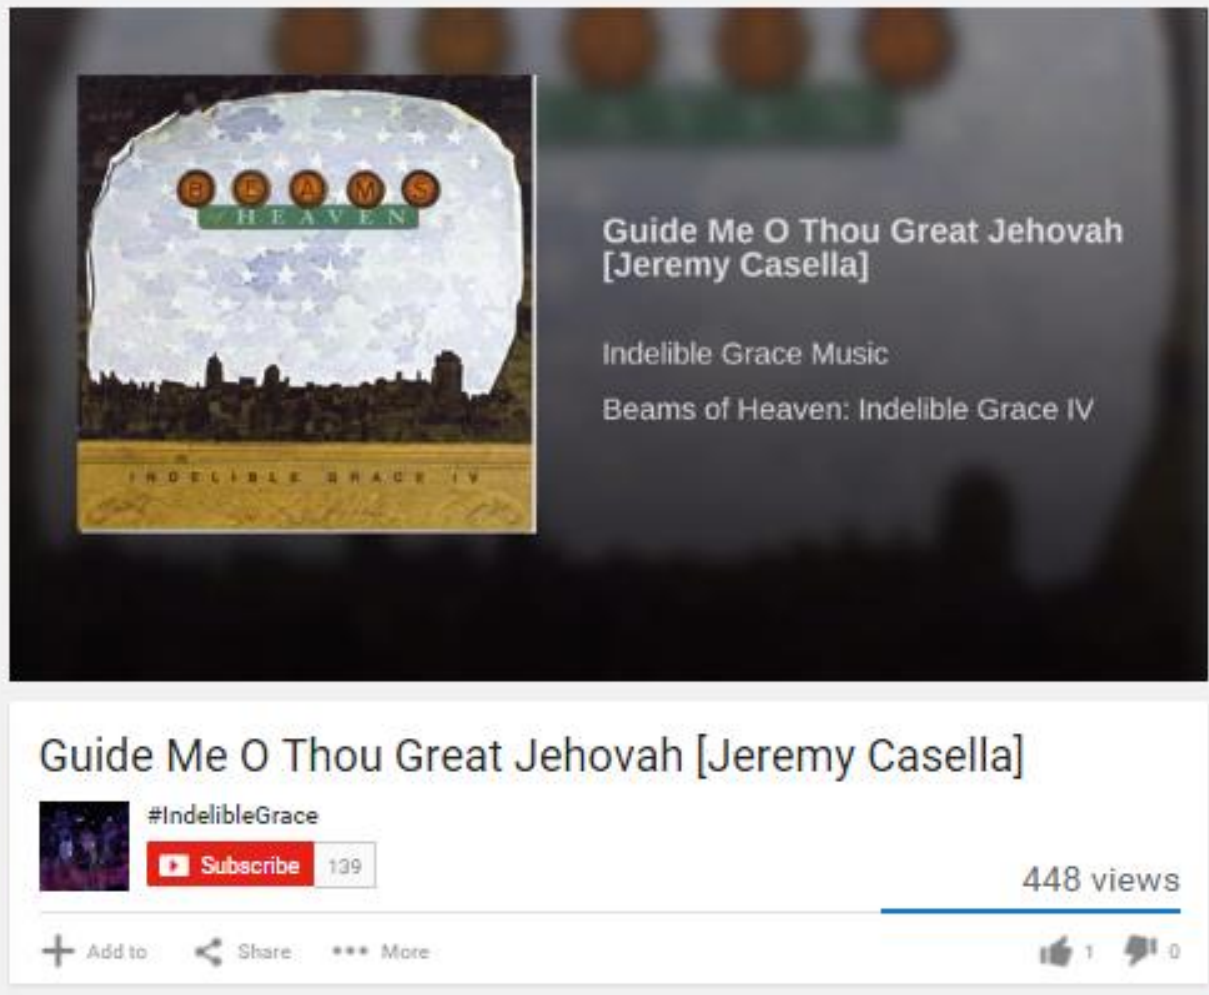 BEAMS
OF HEAVEN
INDELIBLE GRACE IV
Guide Me O Thou Great Jehovah
[Jeremy Casella]
Indelible Grace Music
Beams of Heaven: Indelible Grace IV
Guide Me O Thou Great Jehovah [Jeremy Casella]
#IndelibleGrace
Subscribe 139
448 views
Add to Share More 1 0